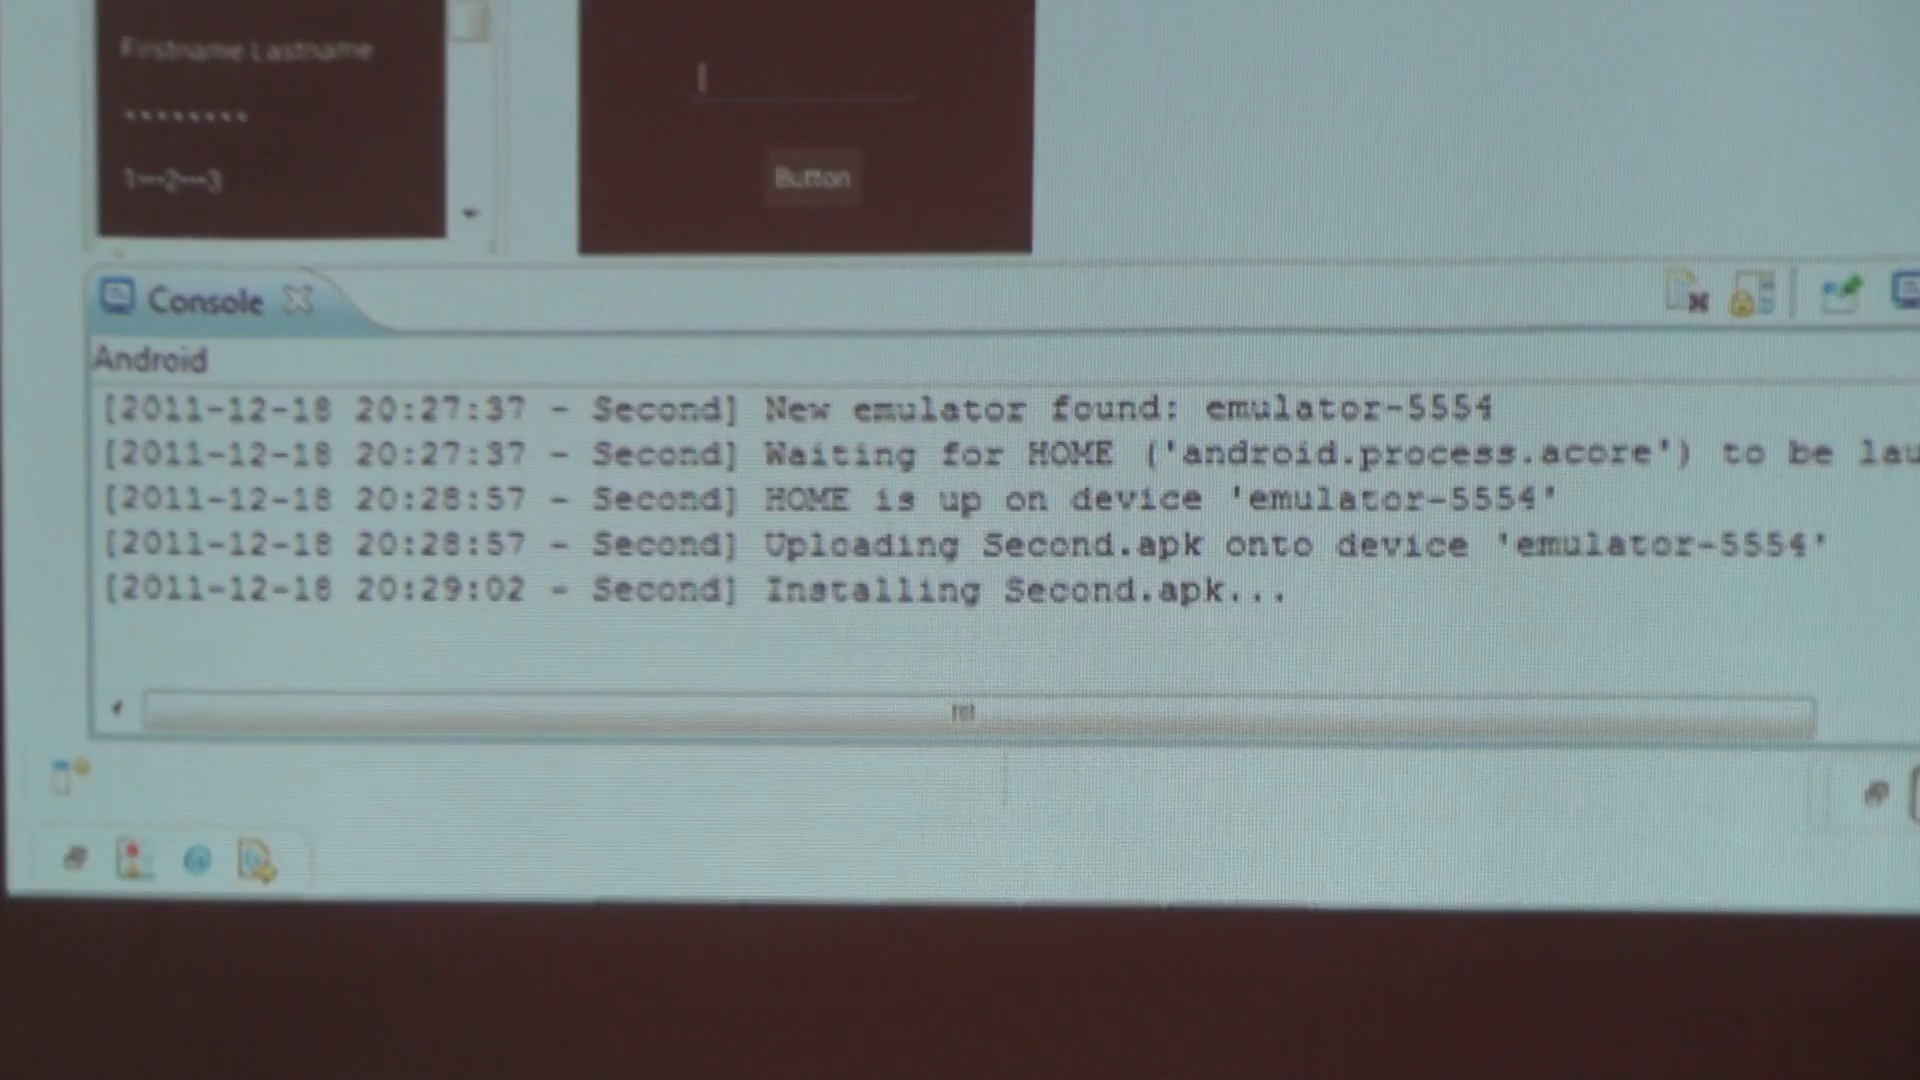 Firstname Lastname
1---2---3
Button
Console
Android
[2011-12-18 20:27:37 - Second] New emulator found: emulator-5554
[2011-12-18 20:27:37 - Second] Waiting for HOME ('android.process.acore') to be lau
[2011-12-18 20:28:57 - Second] HOME is up on device 'emulator-5554'
[2011-12-18 20:28:57 - Second] Uploading Second.apk onto device 'emulator-5554'
[2011-12-18 20:29:02 - Second] Installing Second.apk...